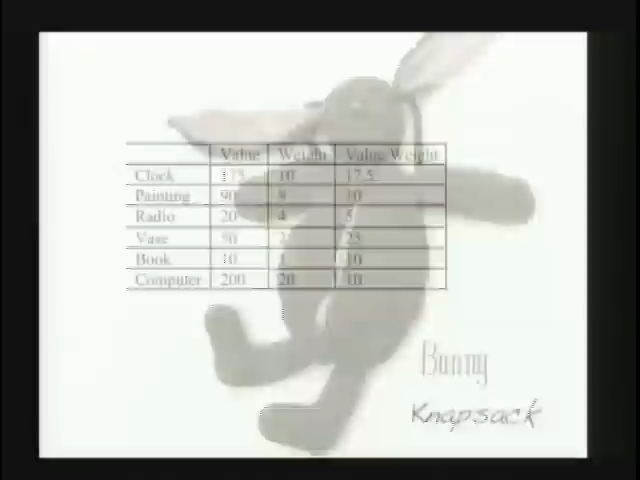 Value Weight Value/Weight
Clock 175 10 17.5
Painting 90 9 10
Radio 20 4 5
Vase 50 2 25
Book 10 1 10
Computer 200 20 10
Bunny
Knapsack